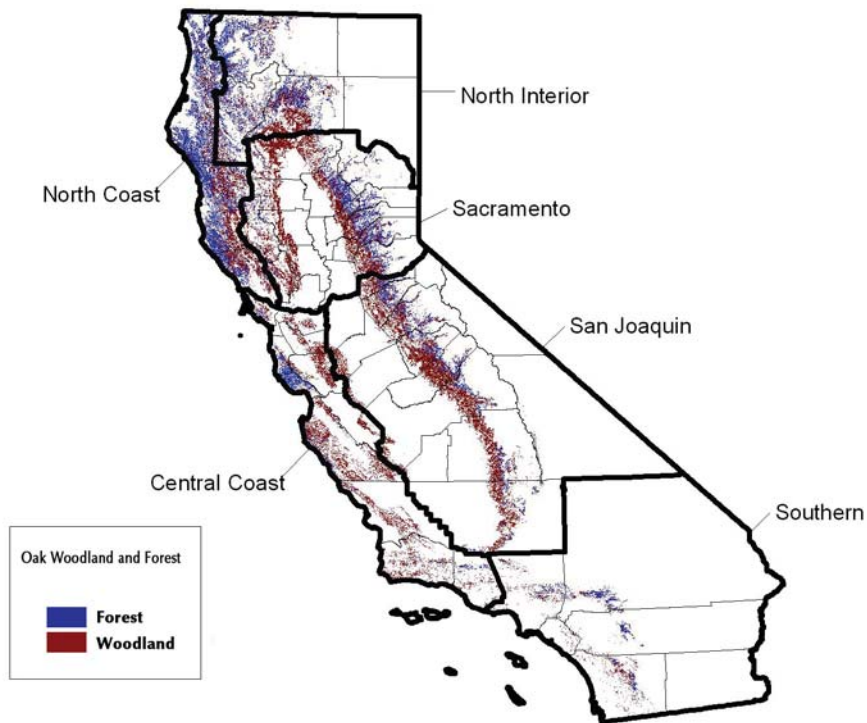 North Interior
North Coast
Sacramento
San Joaquin
Central Coast
Southern
Oak Woodland and Forest
Forest
Woodland